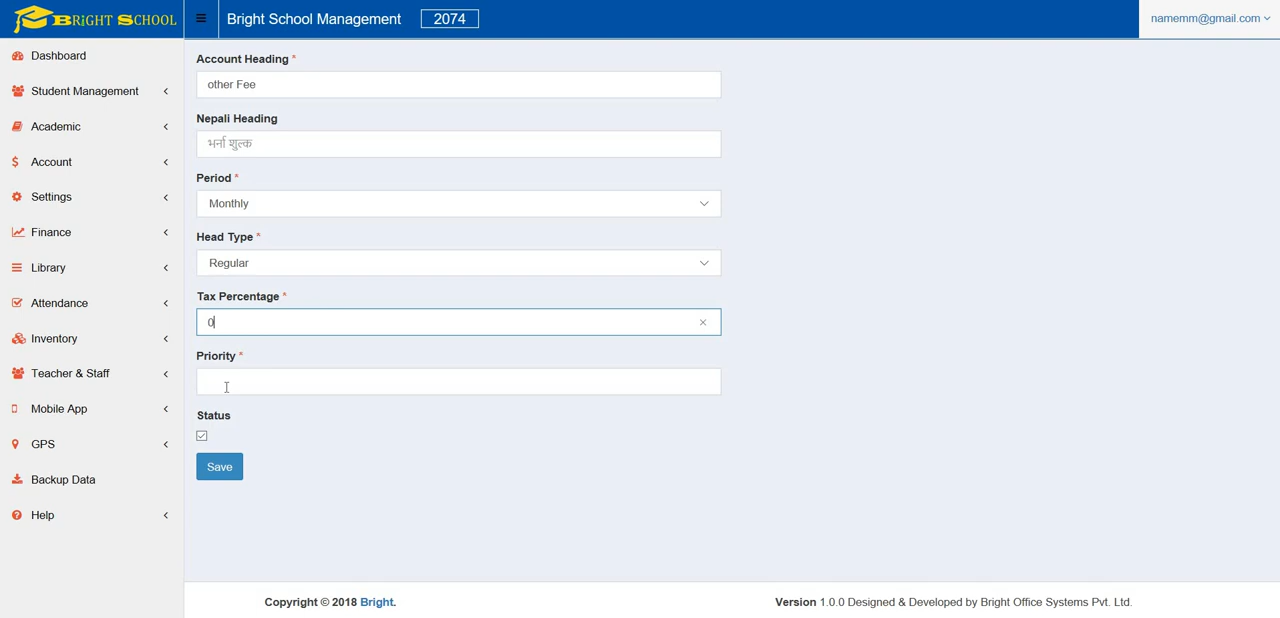 BRIGHT SCHOOL
Bright School Management
2074
namemm@gmail.com
Dashboard
Student Management
Academic
Account
Settings
Finance
Library
Attendance
Inventory
Teacher & Staff
Mobile App
GPS
Backup Data
Help
Account Heading *
other Fee
Nepali Heading
भर्ना शुल्क
Period *
Monthly
Head Type *
Regular
Tax Percentage *
0
Priority *
Status
Save
Copyright © 2018 Bright.
Version 1.0.0 Designed & Developed by Bright Office Systems Pvt. Ltd.